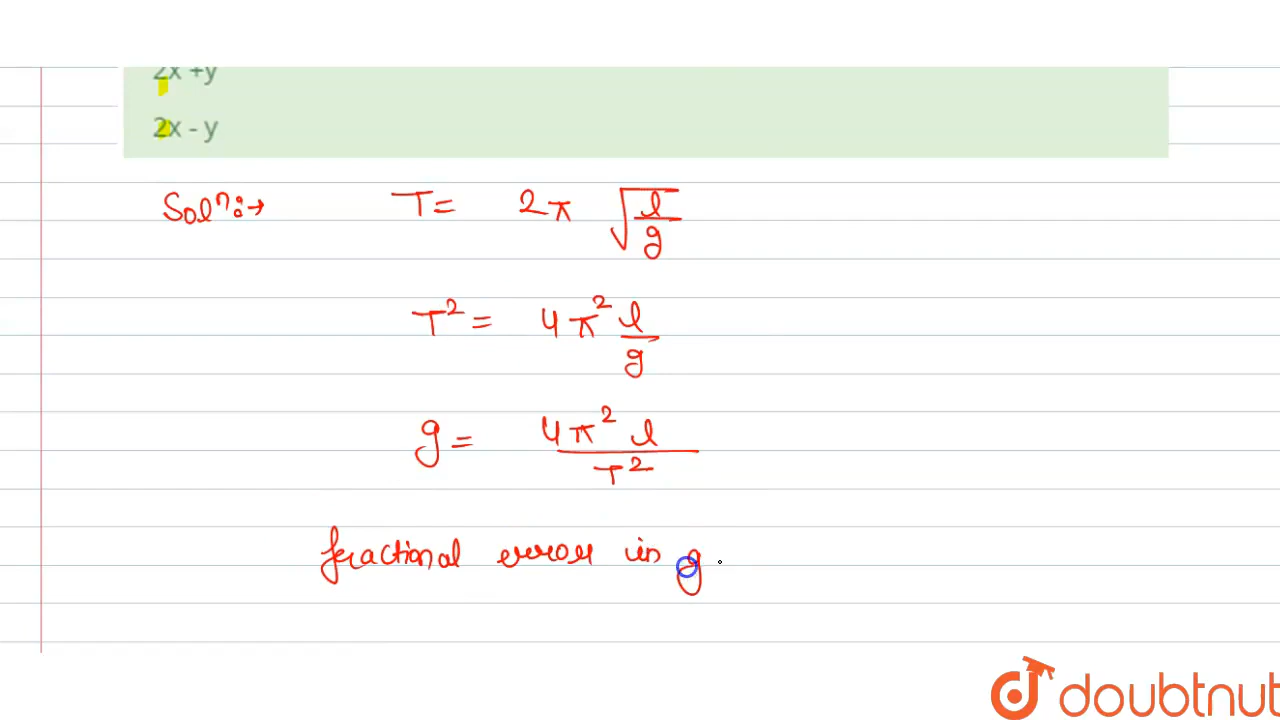 2x +y
2x - y
Solⁿ:→ T = 2π √(l/g)
T² = 4π² l/g
g = 4π² l/T²
fractional error in g
doubtnut